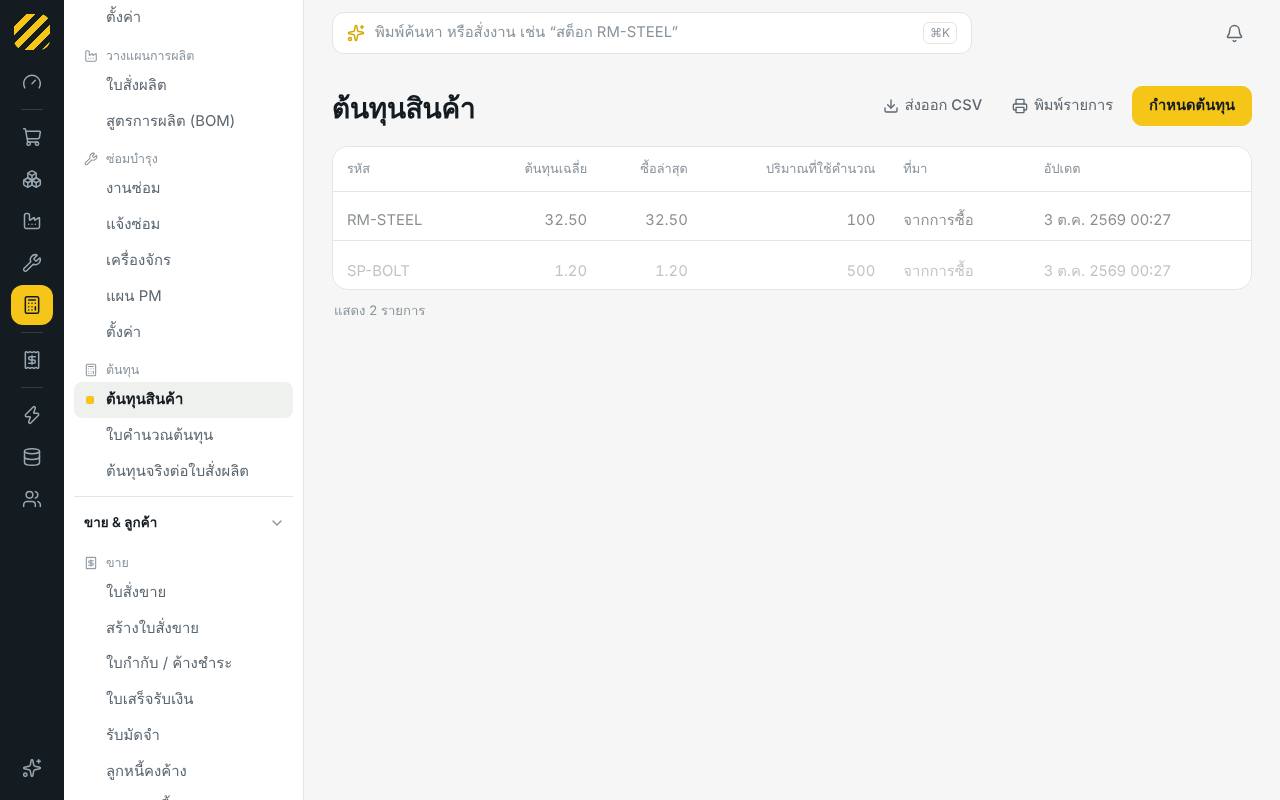 ตั้งค่า
วางแผนการผลิต
ใบสั่งผลิต
สูตรการผลิต (BOM)
ซ่อมบำรุง
งานซ่อม
แจ้งซ่อม
เครื่องจักร
แผน PM
ตั้งค่า
ต้นทุน
ต้นทุนสินค้า
ใบคำนวณต้นทุน
ต้นทุนจริงต่อใบสั่งผลิต
ขาย & ลูกค้า
ขาย
ใบสั่งขาย
สร้างใบสั่งขาย
ใบกำกับ / ค้างชำระ
ใบเสร็จรับเงิน
รับมัดจำ
ลูกหนี้คงค้าง
พิมพ์ค้นหา หรือสั่งงาน เช่น “สต็อก RM-STEEL” ⌘K
ต้นทุนสินค้า
ส่งออก CSV พิมพ์รายการ กำหนดต้นทุน
รหัส ต้นทุนเฉลี่ย ซื้อล่าสุด ปริมาณที่ใช้คำนวณ ที่มา อัปเดต
RM-STEEL 32.50 32.50 100 จากการซื้อ 3 ต.ค. 2569 00:27
SP-BOLT 1.20 1.20 500 จากการซื้อ 3 ต.ค. 2569 00:27
แสดง 2 รายการ